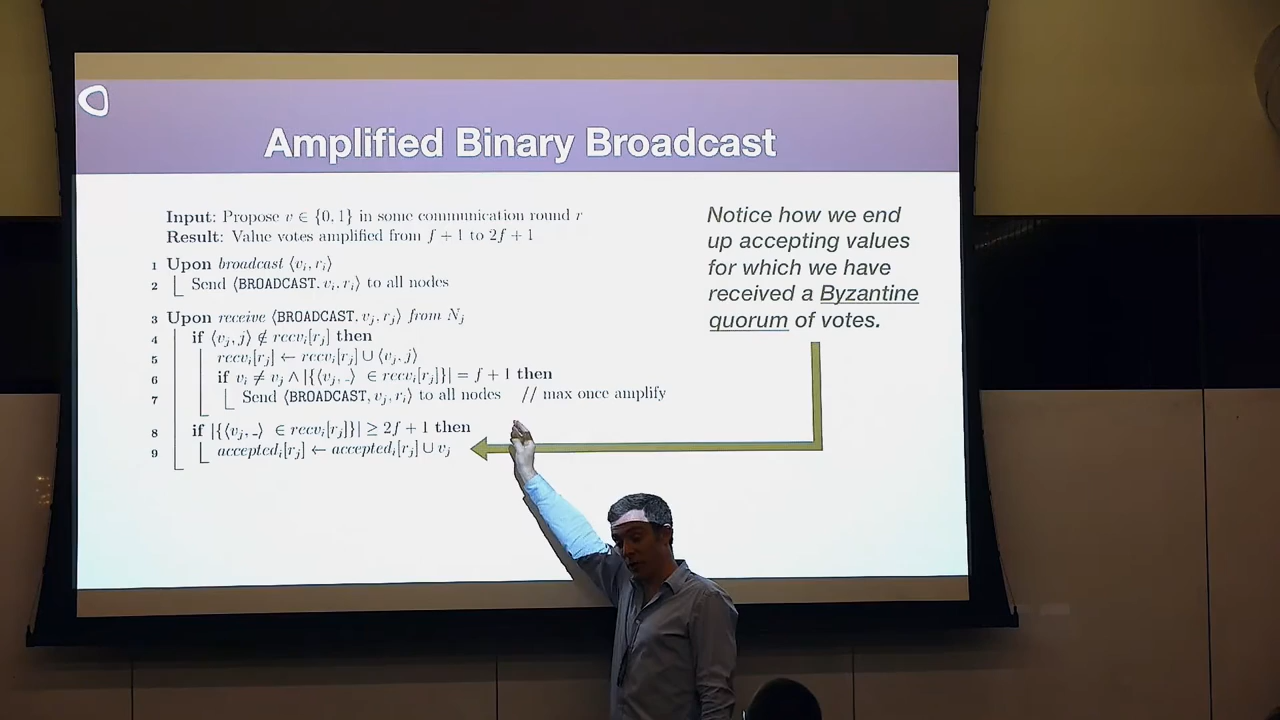 Amplified Binary Broadcast
Input: Propose v ∈ {0, 1} in some communication round r
Result: Value votes amplified from f + 1 to 2f + 1
1 Upon broadcast ⟨vᵢ, rᵢ⟩
2 Send ⟨BROADCAST, vᵢ, rᵢ⟩ to all nodes
3 Upon receive ⟨BROADCAST, vⱼ, rⱼ⟩ from Nⱼ
4 if ⟨vⱼ, j⟩ ∉ recvᵢ[rⱼ] then
5 recvᵢ[rⱼ] ← recvᵢ[rⱼ] ∪ ⟨vⱼ, j⟩
6 if vᵢ ≠ vⱼ ∧ |{⟨vⱼ, _⟩ ∈ recvᵢ[rⱼ]}| = f + 1 then
7 Send ⟨BROADCAST, vⱼ, rᵢ⟩ to all nodes // max once amplify
8 if |{⟨vⱼ, _⟩ ∈ recvᵢ[rⱼ]}| ≥ 2f + 1 then
9 acceptedᵢ[rⱼ] ← acceptedᵢ[rⱼ] ∪ vⱼ
Notice how we end
up accepting values
for which we have
received a Byzantine
quorum of votes.